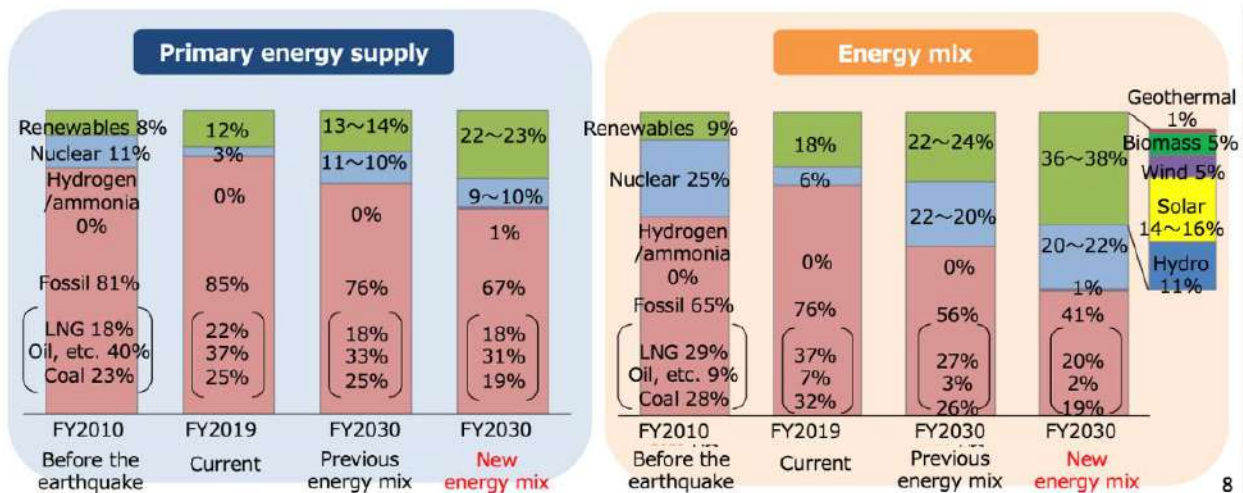 Primary energy supply
Renewables 8%
Nuclear 11%
Hydrogen
/ammonia
0%
Fossil 81%
LNG 18%
Oil, etc. 40%
Coal 23%
FY2010
Before the
earthquake
12%
3%
0%
85%
22%
37%
25%
FY2019
Current
13~14%
11~10%
0%
76%
18%
33%
25%
FY2030
Previous
energy mix
22~23%
9~10%
1%
67%
18%
31%
19%
FY2030
New
energy mix
Energy mix
Renewables 9%
Nuclear 25%
Hydrogen
/ammonia
0%
Fossil 65%
LNG 29%
Oil, etc. 9%
Coal 28%
FY2010
Before the
earthquake
18%
6%
0%
76%
37%
7%
32%
FY2019
Current
22~24%
22~20%
0%
56%
27%
3%
26%
FY2030
Previous
energy mix
36~38%
20~22%
1%
41%
20%
2%
19%
FY2030
New
energy mix
Geothermal
1%
Biomass 5%
Wind 5%
Solar
14~16%
Hydro
11%
8